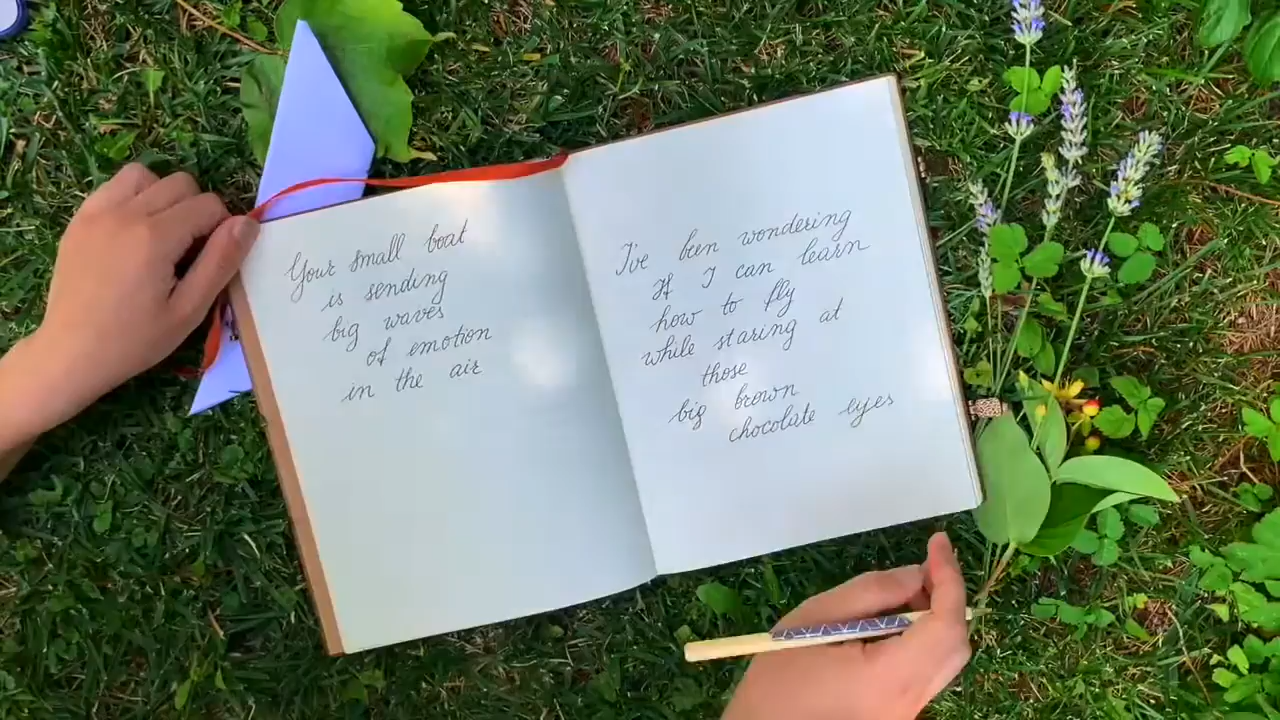 Your small boat
is sending
big waves
of emotion
in the air
I've been wondering
If I can learn
how to fly
while staring at
those
big brown
chocolate eyes